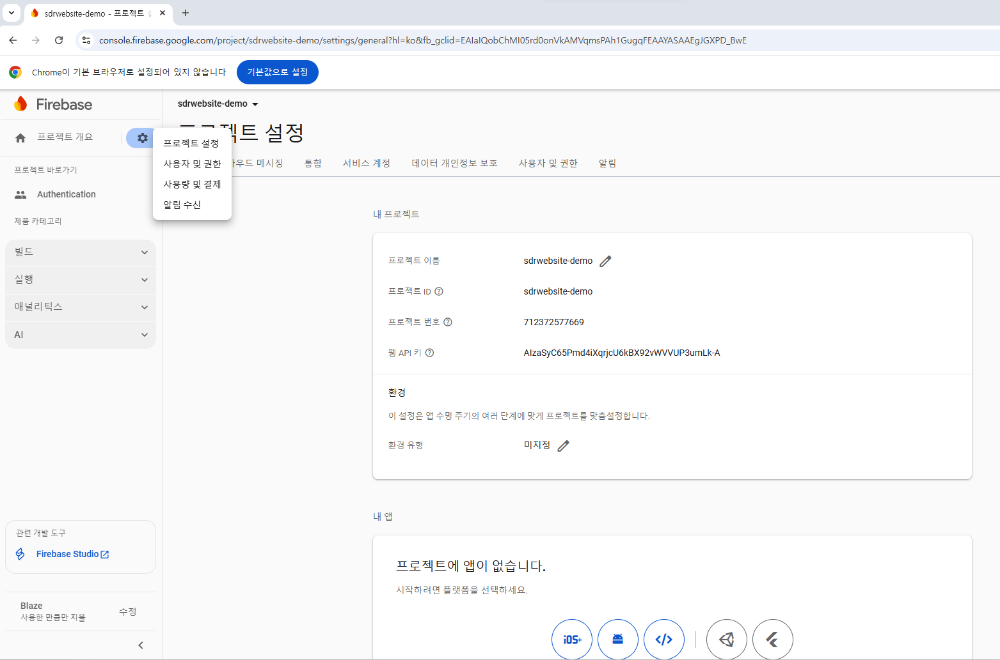 sdrwebsite-demo - 프로젝트
console.firebase.google.com/project/sdrwebsite-demo/settings/general?hl=ko&fb_gclid=EAIaIQobChMI05rd0onVkAMVqmsPAh1GugqFEAAYASAAEgJGXPD_BwE
Chrome이 기본 브라우저로 설정되어 있지 않습니다
기본값으로 설정
Firebase
sdrwebsite-demo
프로젝트 설정
프로젝트 개요
프로젝트 설정
사용자 및 권한
사용량 및 결제
알림 수신
라우드 메시징
통합
서비스 계정
데이터 개인정보 보호
사용자 및 권한
알림
프로젝트 바로가기
Authentication
제품 카테고리
빌드
실행
애널리틱스
AI
내 프로젝트
프로젝트 이름
sdrwebsite-demo
프로젝트 ID
sdrwebsite-demo
프로젝트 번호
712372577669
웹 API 키
AIzaSyC65Pmd4iXqrjcU6kBX92vWVVUP3umLk-A
환경
이 설정은 앱 수명 주기의 여러 단계에 맞게 프로젝트를 맞춤설정합니다.
환경 유형
미지정
내 앱
프로젝트에 앱이 없습니다.
시작하려면 플랫폼을 선택하세요.
iOS+
관련 개발 도구
Firebase Studio
Blaze
사용한 만큼만 지불
수정